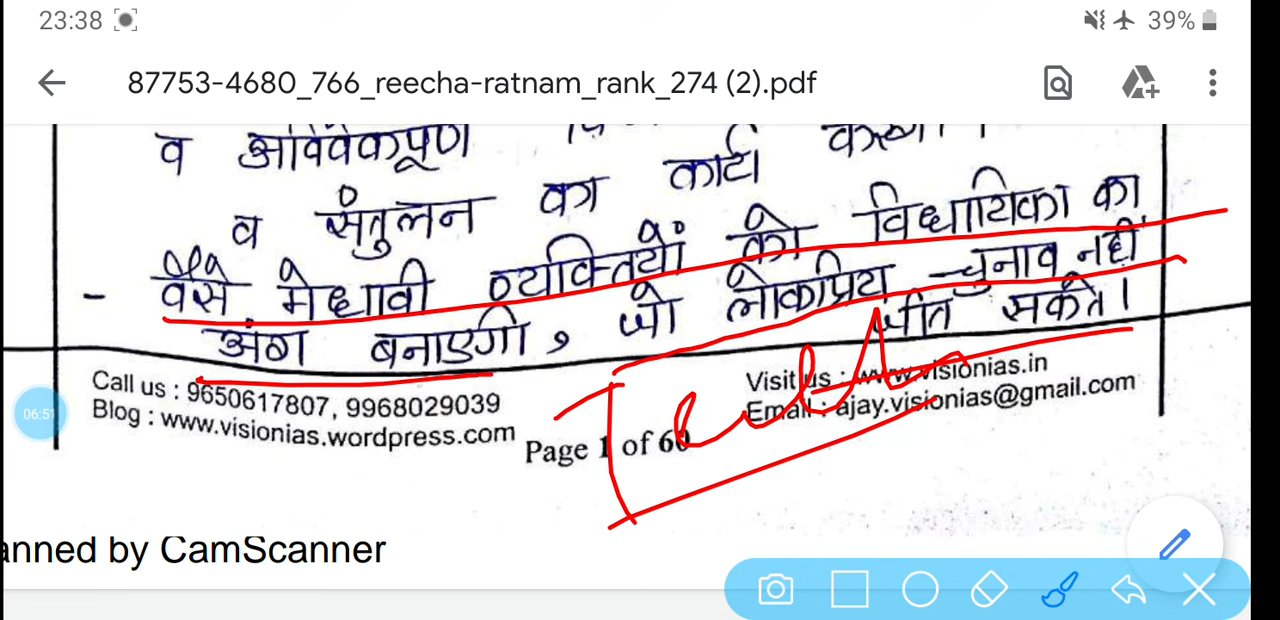 23:38
39%
87753-4680_766_reecha-ratnam_rank_274 (2).pdf
व अविवेकपूर्ण
व संतुलन का कार्य
- वैसे मेधावी व्यक्तियों को विधायिका का
अंग बनाएगी, जो लोकप्रिय चुनाव नहीं
जीत सकते।
Call us : 9650617807, 9968029039
Blog : www.visionias.wordpress.com
Page 1 of 60
Visit us : www.visionias.in
Email : ajay.visionias@gmail.com
06:51
anned by CamScanner